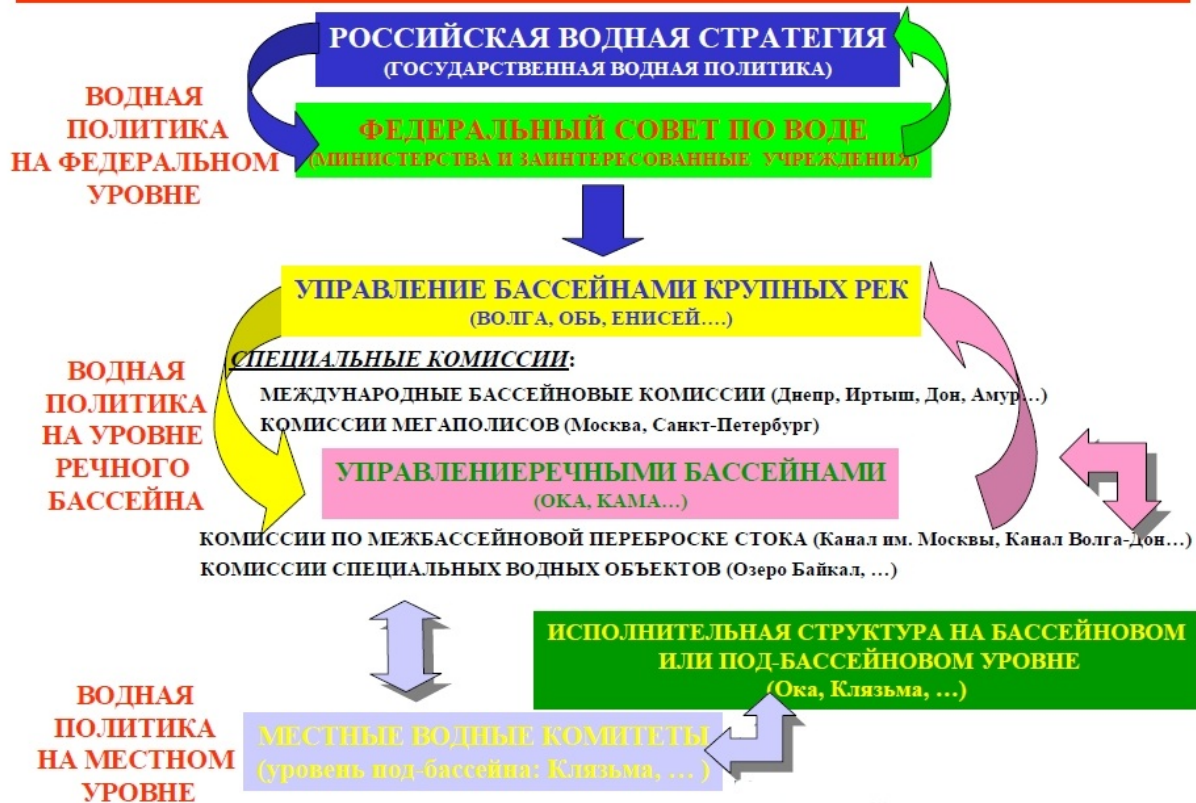 РОССИЙСКАЯ ВОДНАЯ СТРАТЕГИЯ
(ГОСУДАРСТВЕННАЯ ВОДНАЯ ПОЛИТИКА)
ВОДНАЯ
ПОЛИТИКА
НА ФЕДЕРАЛЬНОМ
УРОВНЕ
ФЕДЕРАЛЬНЫЙ СОВЕТ ПО ВОДЕ
(МИНИСТЕРСТВА И ЗАИНТЕРЕСОВАННЫЕ УЧРЕЖДЕНИЯ)
УПРАВЛЕНИЕ БАССЕЙНАМИ КРУПНЫХ РЕК
(ВОЛГА, ОБЬ, ЕНИСЕЙ….)
ВОДНАЯ
ПОЛИТИКА
НА УРОВНЕ
РЕЧНОГО
БАССЕЙНА
СПЕЦИАЛЬНЫЕ КОМИССИИ:
МЕЖДУНАРОДНЫЕ БАССЕЙНОВЫЕ КОМИССИИ (Днепр, Иртыш, Дон, Амур…)
КОМИССИИ МЕГАПОЛИСОВ (Москва, Санкт-Петербург)
УПРАВЛЕНИЕРЕЧНЫМИ БАССЕЙНАМИ
(ОКА, КАМА…)
КОМИССИИ ПО МЕЖБАССЕЙНОВОЙ ПЕРЕБРОСКЕ СТОКА (Канал им. Москвы, Канал Волга-Дон…)
КОМИССИИ СПЕЦИАЛЬНЫХ ВОДНЫХ ОБЪЕКТОВ (Озеро Байкал, …)
ИСПОЛНИТЕЛЬНАЯ СТРУКТУРА НА БАССЕЙНОВОМ
ИЛИ ПОД-БАССЕЙНОВОМ УРОВНЕ
(Ока, Клязьма, …)
ВОДНАЯ
ПОЛИТИКА
НА МЕСТНОМ
УРОВНЕ
МЕСТНЫЕ ВОДНЫЕ КОМИТЕТЫ
(уровень под-бассейна: Клязьма, … )